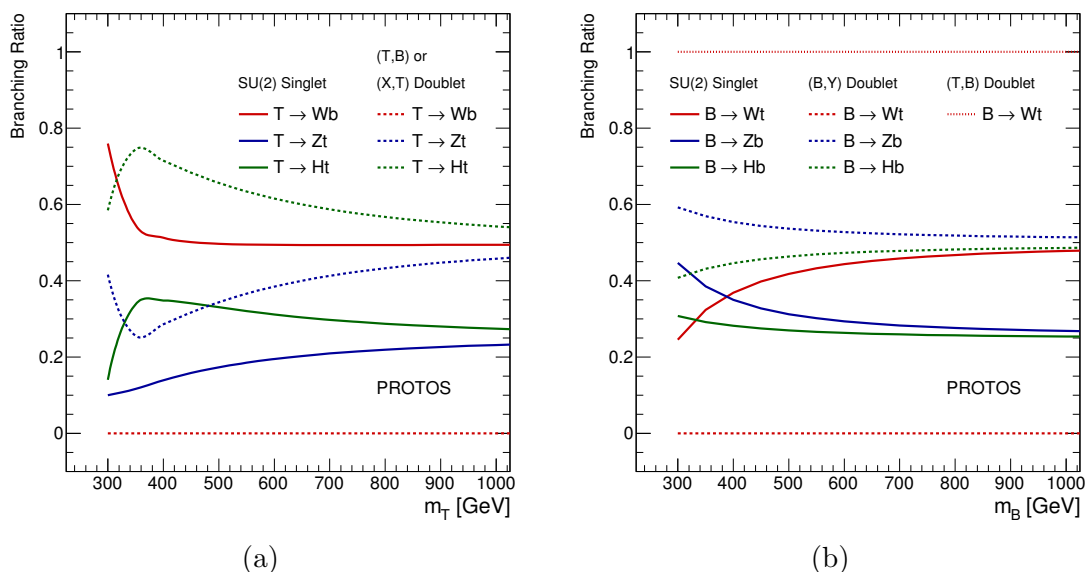 Branching Ratio
1
0.8
0.6
0.4
0.2
0
(T,B) or
SU(2) Singlet (X,T) Doublet
T → Wb T → Wb
T → Zt T → Zt
T → Ht T → Ht
PROTOS
300 400 500 600 700 800 900 1000
m_T [GeV]
(a)
Branching Ratio
1
0.8
0.6
0.4
0.2
0
SU(2) Singlet (B,Y) Doublet (T,B) Doublet
B → Wt B → Wt B → Wt
B → Zb B → Zb
B → Hb B → Hb
PROTOS
300 400 500 600 700 800 900 1000
m_B [GeV]
(b)